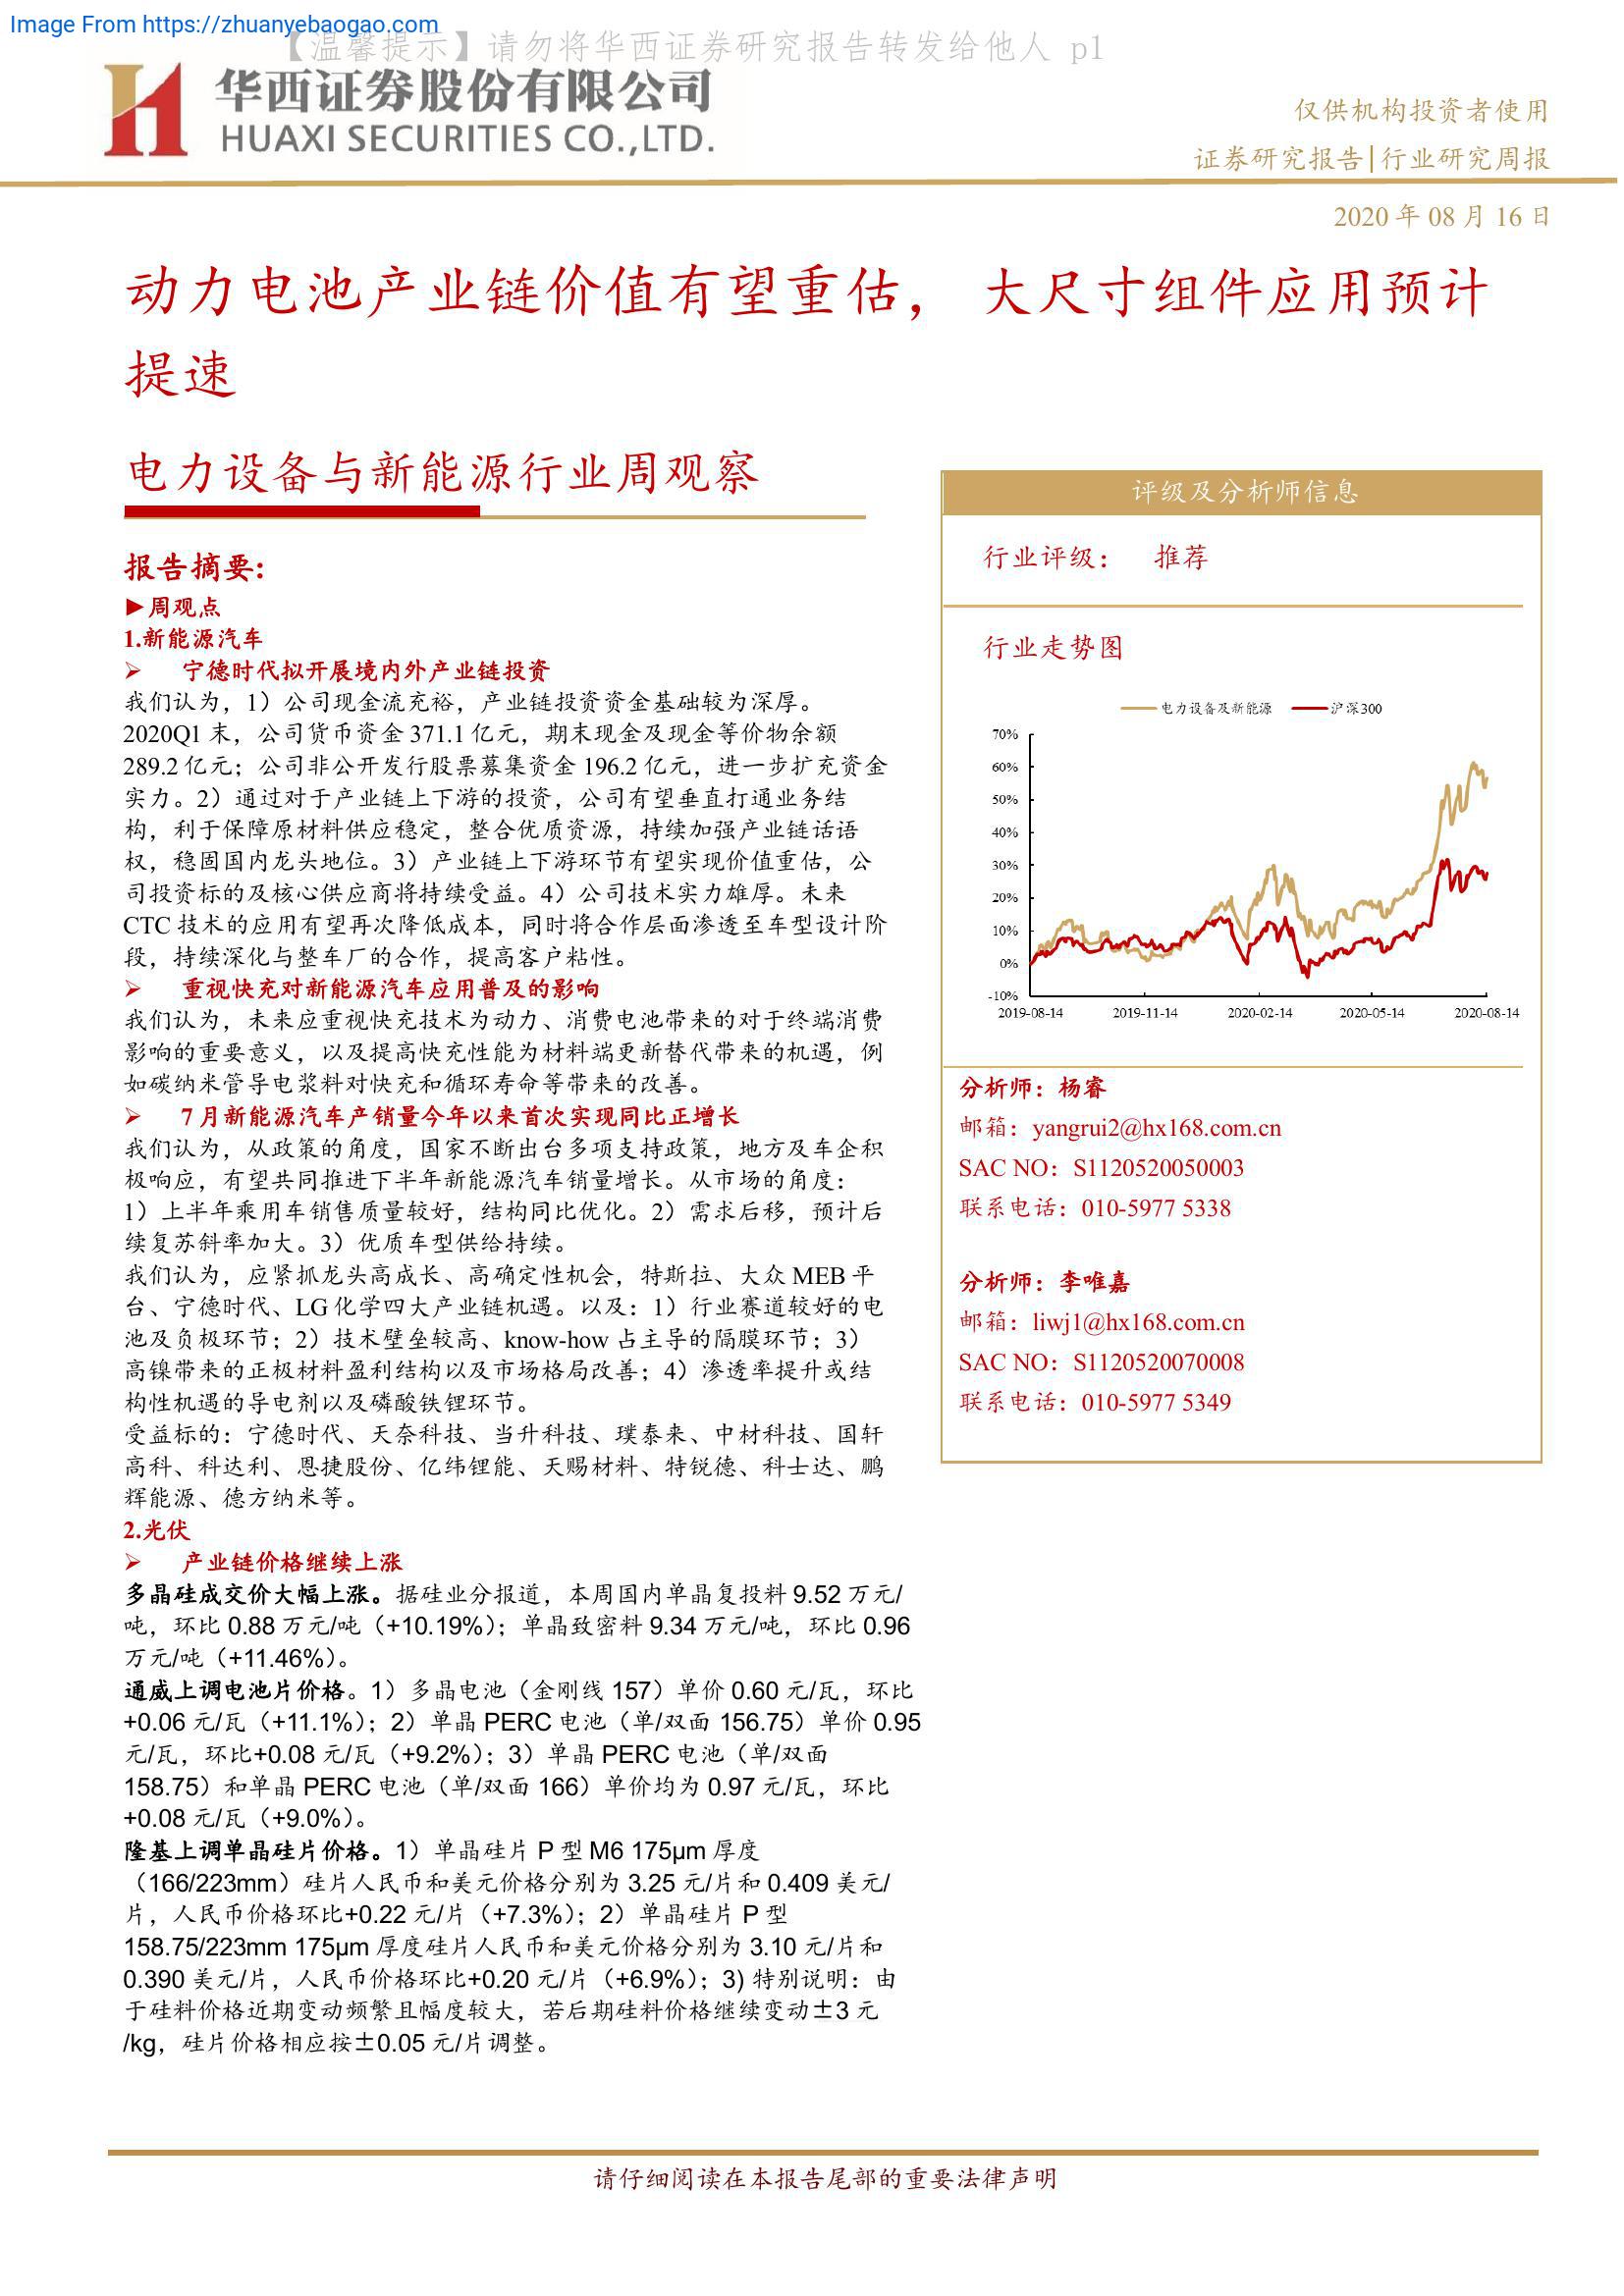 Image From https://zhuanyebaogao.com
【温馨提示】请勿将华西证券研究报告转发给他人 p1
华西证券股份有限公司
HUAXI SECURITIES CO.,LTD.
仅供机构投资者使用
证券研究报告|行业研究周报
2020 年 08 月 16 日
动力电池产业链价值有望重估， 大尺寸组件应用预计
提速
电力设备与新能源行业周观察
报告摘要:
►周观点
1.新能源汽车
➢ 宁德时代拟开展境内外产业链投资
我们认为，1）公司现金流充裕，产业链投资资金基础较为深厚。
2020Q1 末，公司货币资金 371.1 亿元，期末现金及现金等价物余额
289.2 亿元；公司非公开发行股票募集资金 196.2 亿元，进一步扩充资金
实力。2）通过对于产业链上下游的投资，公司有望垂直打通业务结
构，利于保障原材料供应稳定，整合优质资源，持续加强产业链话语
权，稳固国内龙头地位。3）产业链上下游环节有望实现价值重估，公
司投资标的及核心供应商将持续受益。4）公司技术实力雄厚。未来
CTC 技术的应用有望再次降低成本，同时将合作层面渗透至车型设计阶
段，持续深化与整车厂的合作，提高客户粘性。
➢ 重视快充对新能源汽车应用普及的影响
我们认为，未来应重视快充技术为动力、消费电池带来的对于终端消费
影响的重要意义，以及提高快充性能为材料端更新替代带来的机遇，例
如碳纳米管导电浆料对快充和循环寿命等带来的改善。
➢ 7 月新能源汽车产销量今年以来首次实现同比正增长
我们认为，从政策的角度，国家不断出台多项支持政策，地方及车企积
极响应，有望共同推进下半年新能源汽车销量增长。从市场的角度：
1）上半年乘用车销售质量较好，结构同比优化。2）需求后移，预计后
续复苏斜率加大。3）优质车型供给持续。
我们认为，应紧抓龙头高成长、高确定性机会，特斯拉、大众 MEB 平
台、宁德时代、LG 化学四大产业链机遇。以及：1）行业赛道较好的电
池及负极环节；2）技术壁垒较高、know-how 占主导的隔膜环节；3）
高镍带来的正极材料盈利结构以及市场格局改善；4）渗透率提升或结
构性机遇的导电剂以及磷酸铁锂环节。
受益标的：宁德时代、天奈科技、当升科技、璞泰来、中材科技、国轩
高科、科达利、恩捷股份、亿纬锂能、天赐材料、特锐德、科士达、鹏
辉能源、德方纳米等。
2.光伏
➢ 产业链价格继续上涨
多晶硅成交价大幅上涨。据硅业分报道，本周国内单晶复投料 9.52 万元/
吨，环比 0.88 万元/吨（+10.19%）；单晶致密料 9.34 万元/吨，环比 0.96
万元/吨（+11.46%）。
通威上调电池片价格。1）多晶电池（金刚线 157）单价 0.60 元/瓦，环比
+0.06 元/瓦（+11.1%）；2）单晶 PERC 电池（单/双面 156.75）单价 0.95
元/瓦，环比+0.08 元/瓦（+9.2%）；3）单晶 PERC 电池（单/双面
158.75）和单晶 PERC 电池（单/双面 166）单价均为 0.97 元/瓦，环比
+0.08 元/瓦（+9.0%）。
隆基上调单晶硅片价格。1）单晶硅片 P 型 M6 175μm 厚度
（166/223mm）硅片人民币和美元价格分别为 3.25 元/片和 0.409 美元/
片，人民币价格环比+0.22 元/片（+7.3%）；2）单晶硅片 P 型
158.75/223mm 175μm 厚度硅片人民币和美元价格分别为 3.10 元/片和
0.390 美元/片，人民币价格环比+0.20 元/片（+6.9%）；3) 特别说明：由
于硅料价格近期变动频繁且幅度较大，若后期硅料价格继续变动±3 元
/kg，硅片价格相应按±0.05 元/片调整。
评级及分析师信息
行业评级： 推荐
行业走势图
电力设备及新能源 沪深300
70%
60%
50%
40%
30%
20%
10%
0%
-10%
2019-08-14 2019-11-14 2020-02-14 2020-05-14 2020-08-14
分析师：杨睿
邮箱：yangrui2@hx168.com.cn
SAC NO：S1120520050003
联系电话：010-5977 5338
分析师：李唯嘉
邮箱：liwj1@hx168.com.cn
SAC NO：S1120520070008
联系电话：010-5977 5349
请仔细阅读在本报告尾部的重要法律声明